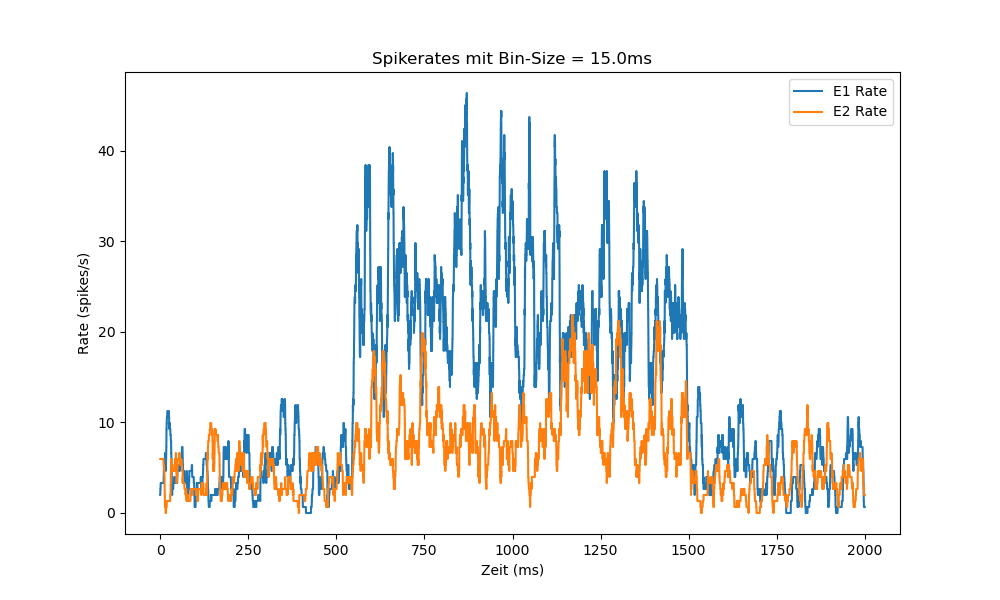 Spikerates mit Bin-Size = 15.0ms
E1 Rate
E2 Rate
Rate (spikes/s)
40
30
20
10
0
0 250 500 750 1000 1250 1500 1750 2000
Zeit (ms)